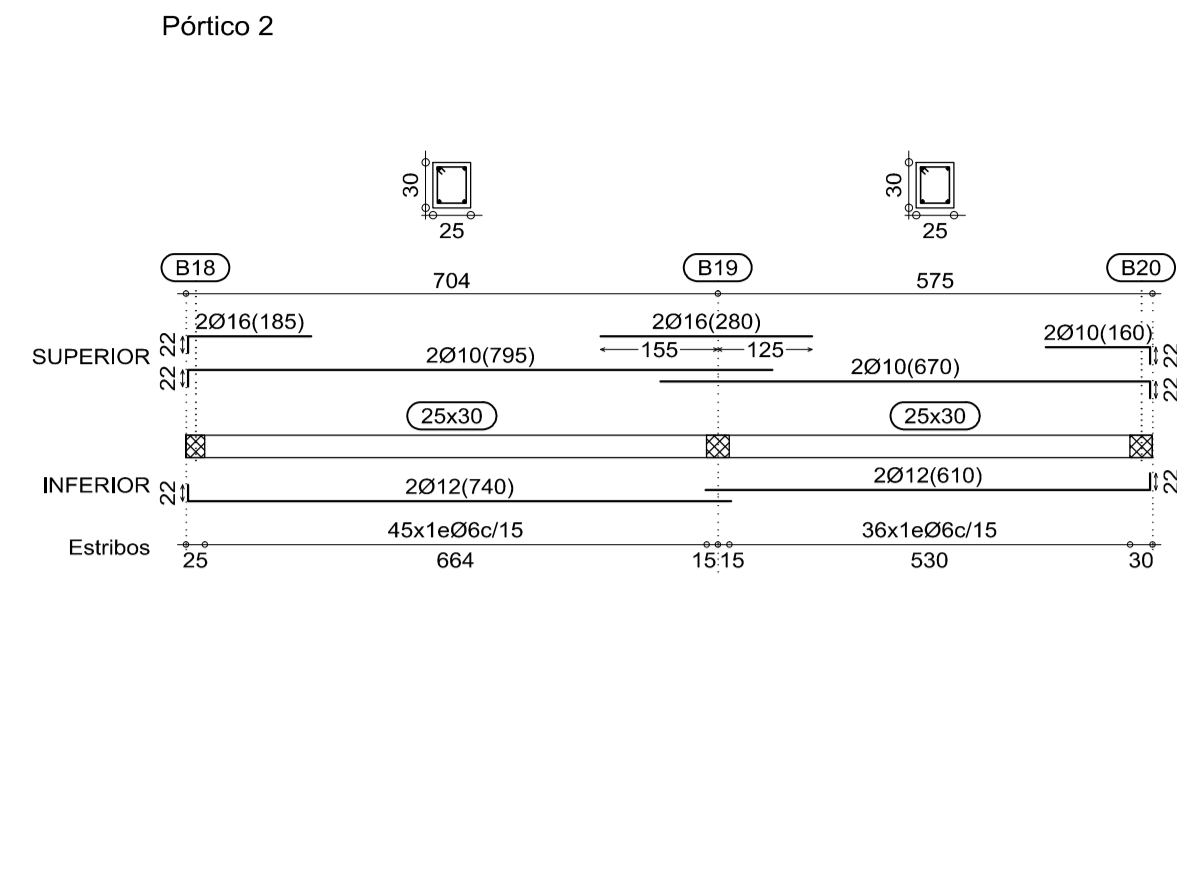 Pórtico 2
30
25
30
25
B18
B19
B20
704
575
SUPERIOR
22
2Ø16(185)
2Ø16(280)
155
125
2Ø10(160)
22
22
2Ø10(795)
2Ø10(670)
22
25x30
25x30
INFERIOR
22
2Ø12(740)
2Ø12(610)
22
Estribos
45x1eØ6c/15
36x1eØ6c/15
25
664
15
15
530
30